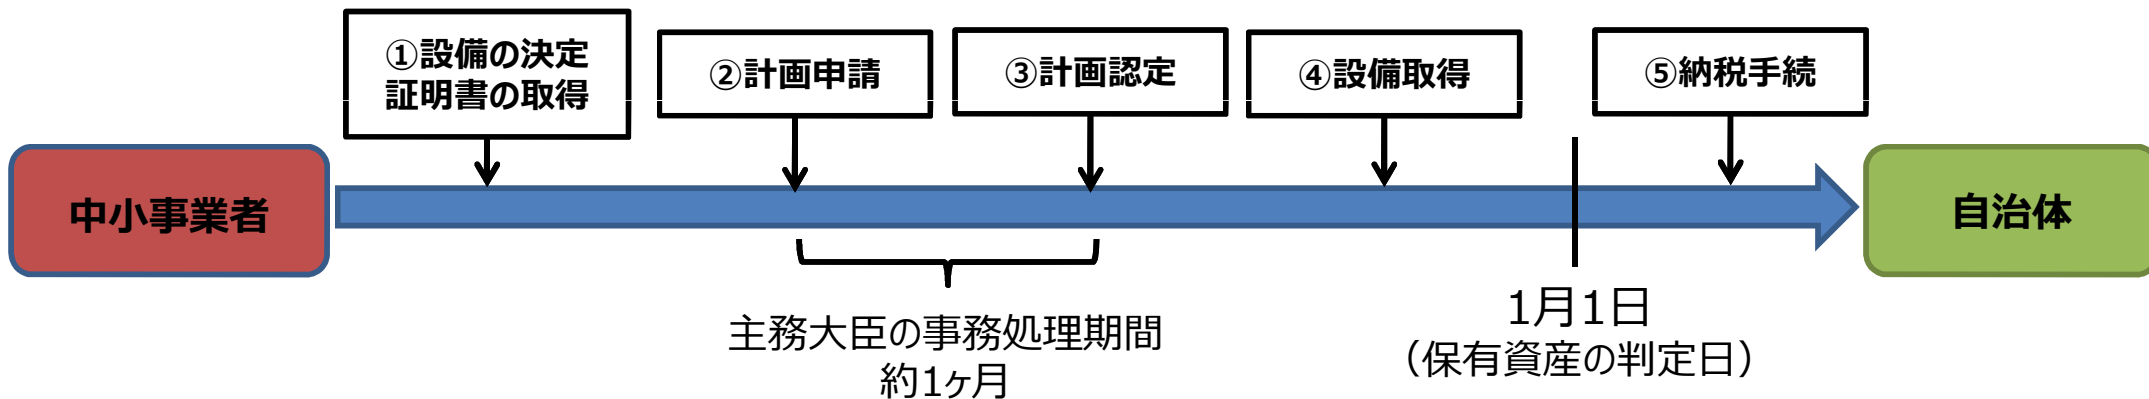 ①設備の決定
証明書の取得
②計画申請
③計画認定
④設備取得
⑤納税手続
中小事業者
自治体
主務大臣の事務処理期間
約1ヶ月
1月1日
（保有資産の判定日）